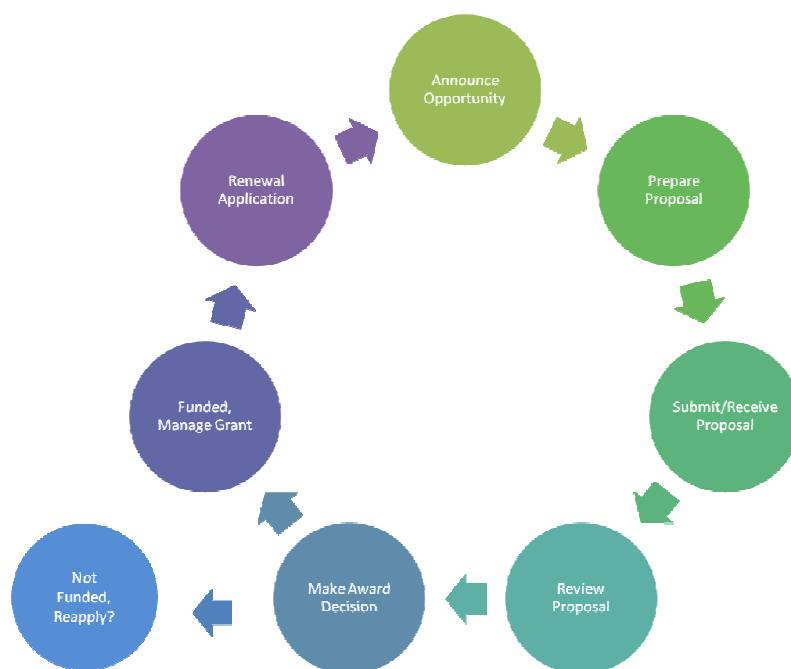 Announce
Opportunity
Prepare
Proposal
Submit/Receive
Proposal
Review
Proposal
Make Award
Decision
Not
Funded,
Reapply?
Funded,
Manage Grant
Renewal
Application